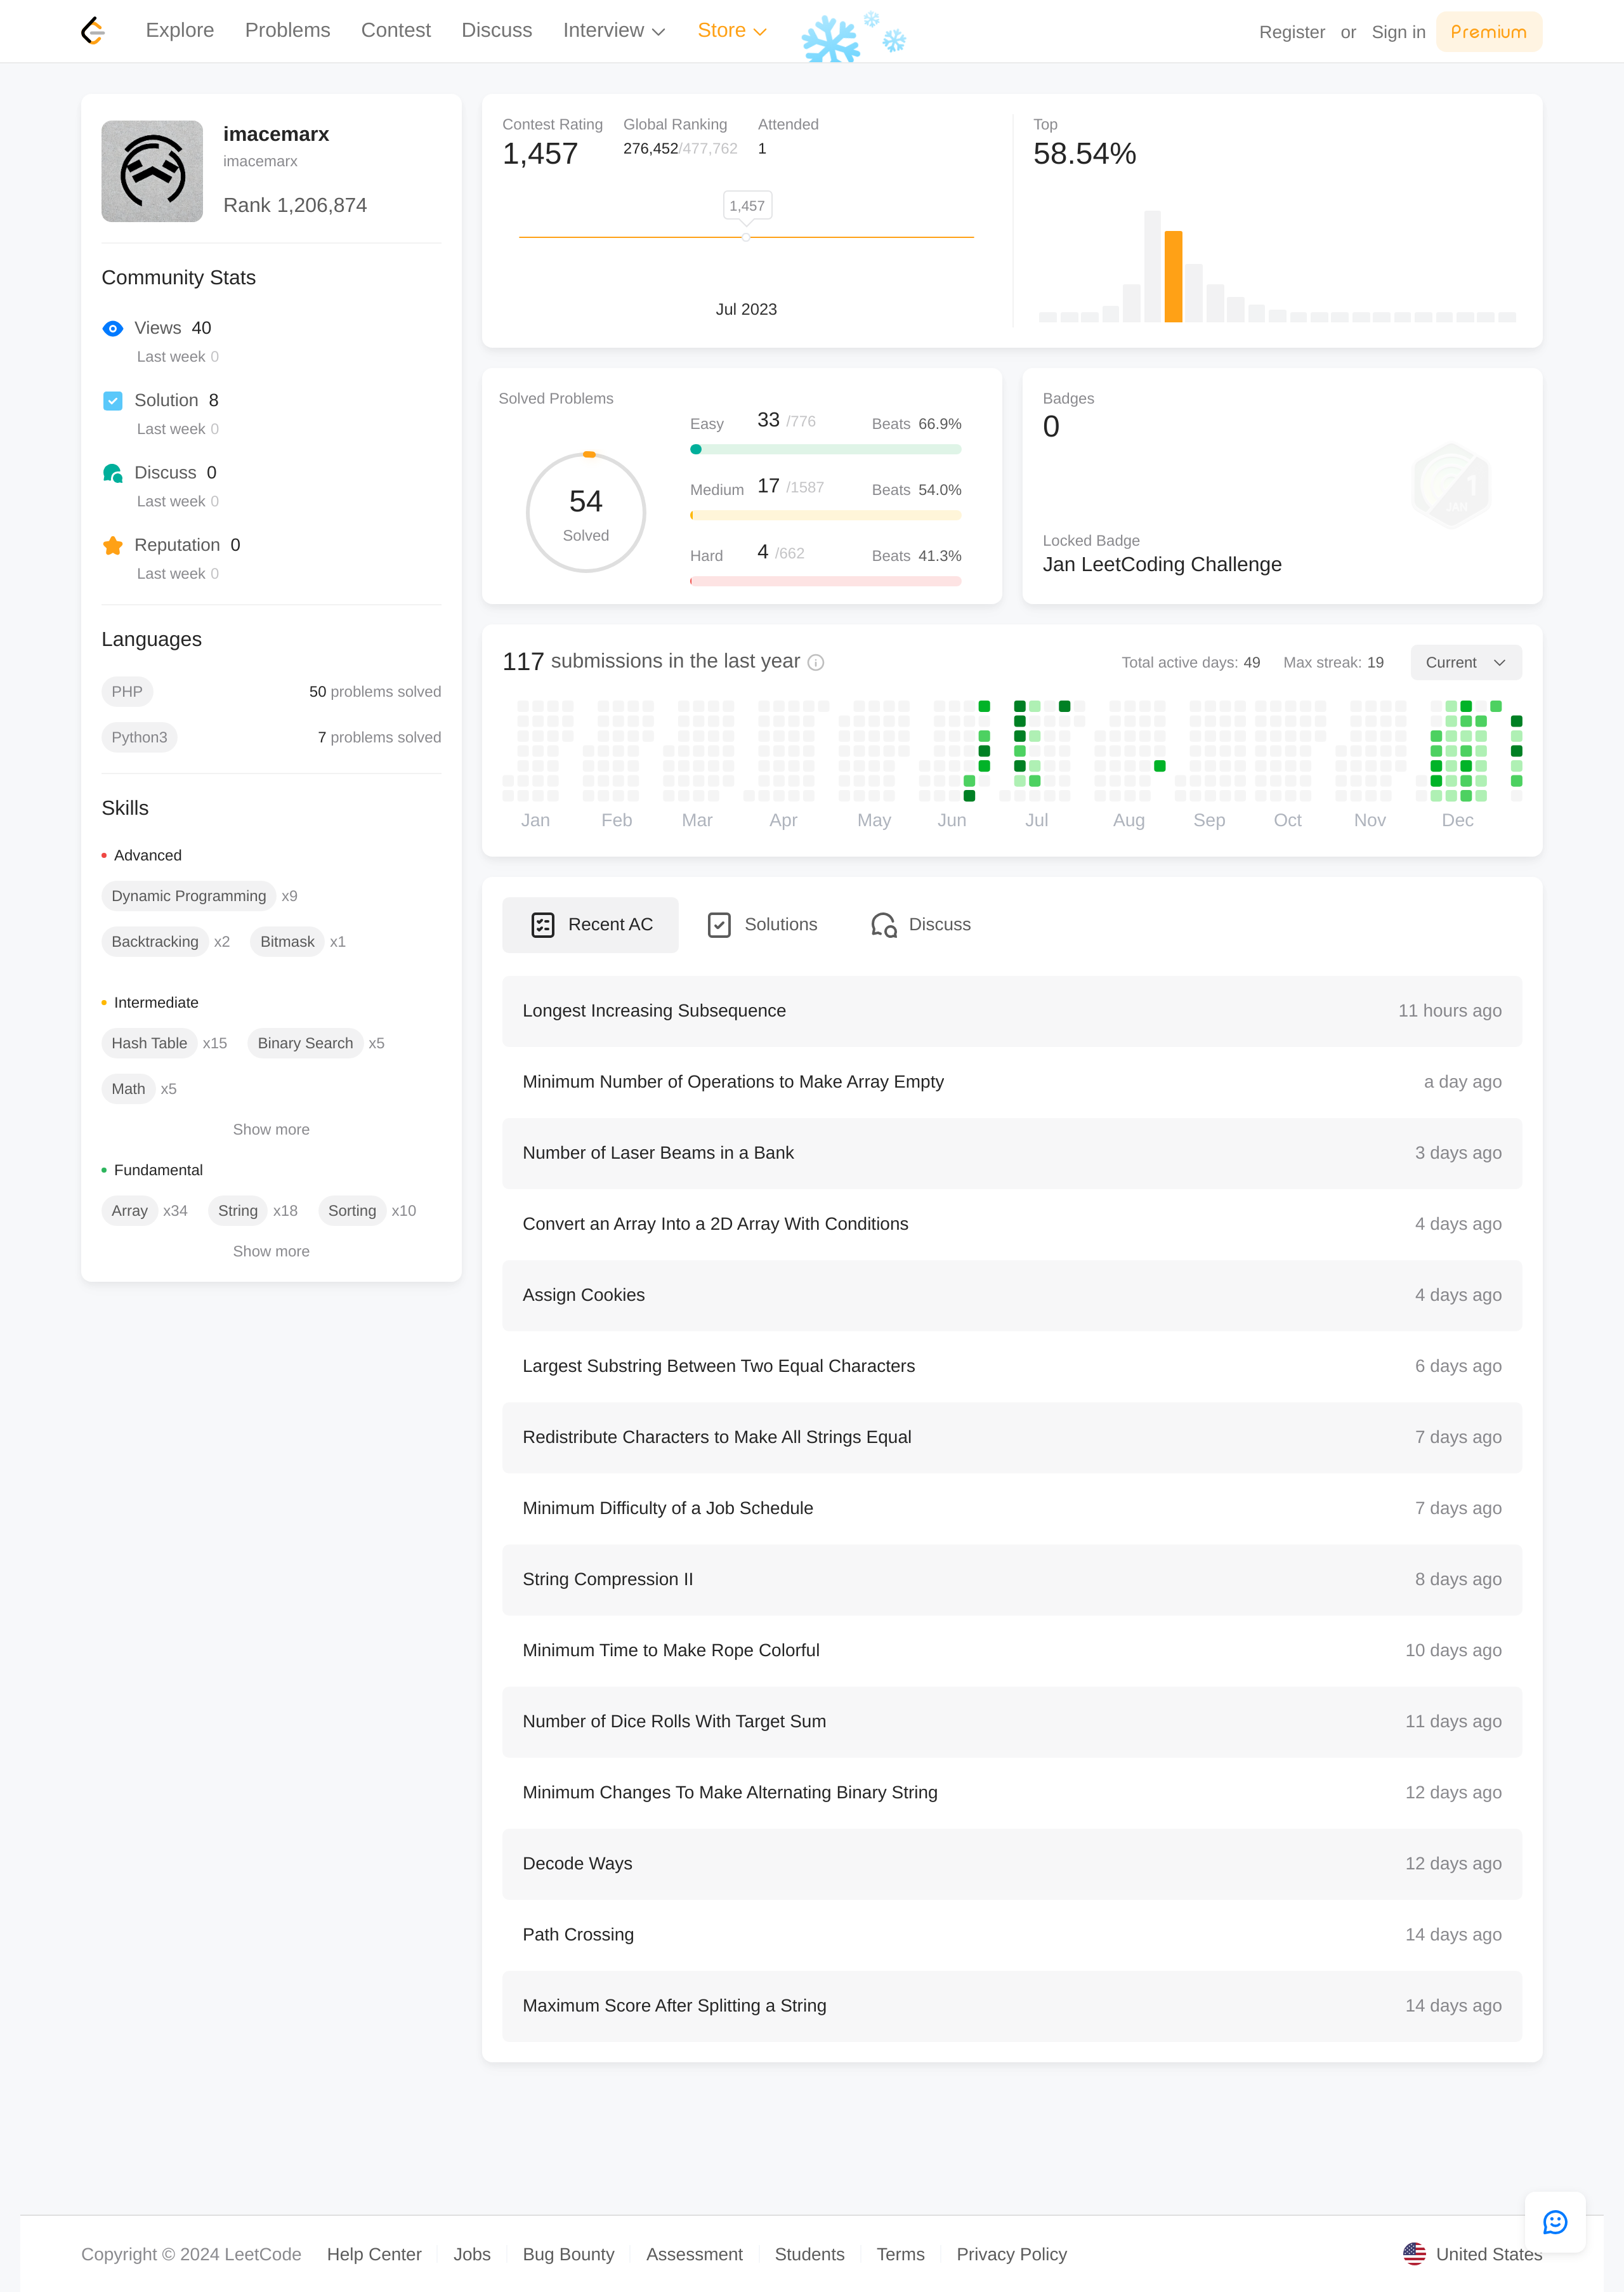 Explore Problems Contest Discuss Interview Store Register or Sign in Premium
imacemarx
imacemarx
Rank 1,206,874
Community Stats
Views 40
Last week 0
Solution 8
Last week 0
Discuss 0
Last week 0
Reputation 0
Last week 0
Languages
PHP 50 problems solved
Python3 7 problems solved
Skills
Advanced
Dynamic Programming x9
Backtracking x2 Bitmask x1
Intermediate
Hash Table x15 Binary Search x5
Math x5
Show more
Fundamental
Array x34 String x18 Sorting x10
Show more
Contest Rating Global Ranking Attended
1,457 276,452/477,762 1
1,457
Jul 2023
Top
58.54%
Solved Problems
54
Solved
Easy 33 /776 Beats 66.9%
Medium 17 /1587 Beats 54.0%
Hard 4 /662 Beats 41.3%
Badges
0
1
JAN
Locked Badge
Jan LeetCoding Challenge
117 submissions in the last year Total active days: 49 Max streak: 19 Current
Jan Feb Mar Apr May Jun Jul Aug Sep Oct Nov Dec
Recent AC Solutions Discuss
Longest Increasing Subsequence 11 hours ago
Minimum Number of Operations to Make Array Empty a day ago
Number of Laser Beams in a Bank 3 days ago
Convert an Array Into a 2D Array With Conditions 4 days ago
Assign Cookies 4 days ago
Largest Substring Between Two Equal Characters 6 days ago
Redistribute Characters to Make All Strings Equal 7 days ago
Minimum Difficulty of a Job Schedule 7 days ago
String Compression II 8 days ago
Minimum Time to Make Rope Colorful 10 days ago
Number of Dice Rolls With Target Sum 11 days ago
Minimum Changes To Make Alternating Binary String 12 days ago
Decode Ways 12 days ago
Path Crossing 14 days ago
Maximum Score After Splitting a String 14 days ago
Copyright © 2024 LeetCode Help Center Jobs Bug Bounty Assessment Students Terms Privacy Policy United States